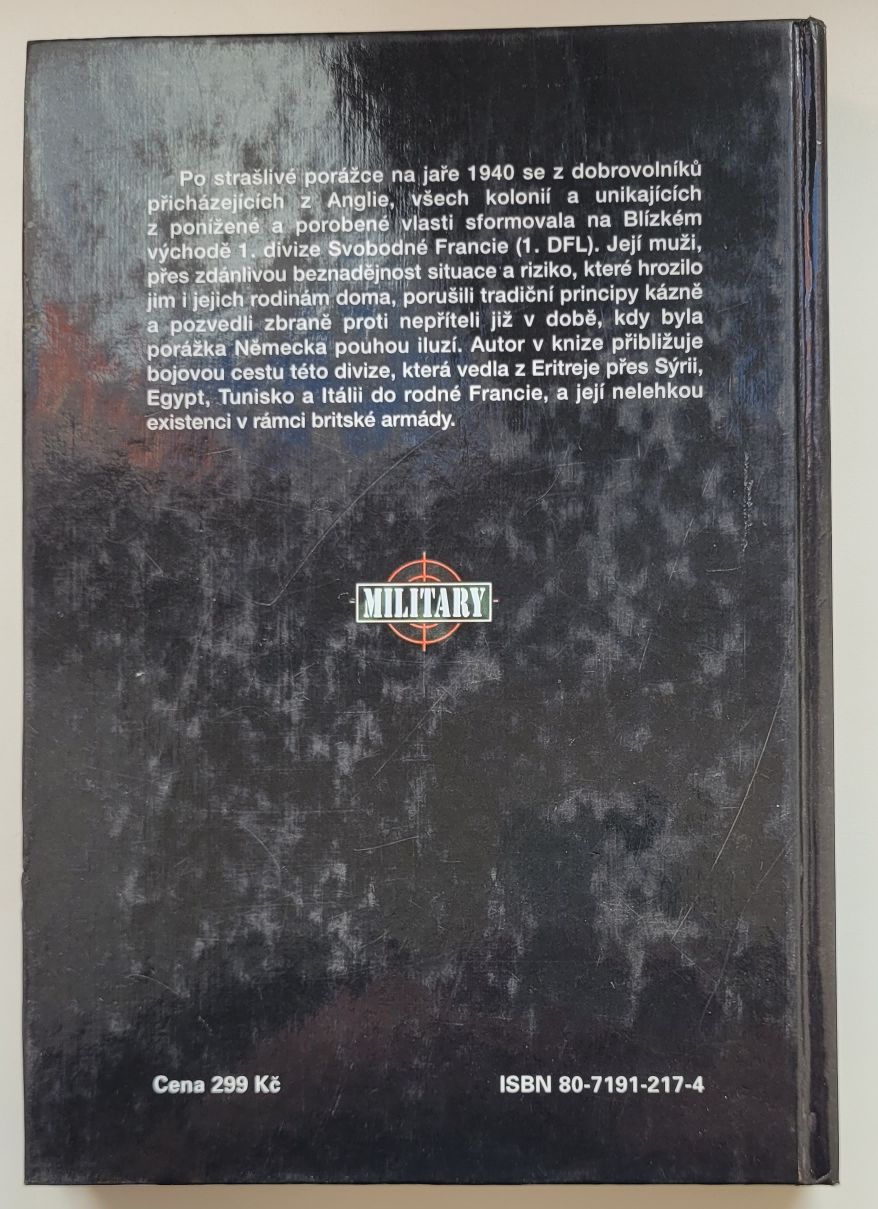 Po strašlivé porážce na jaře 1940 se z dobrovolníků
přicházejících z Anglie, všech kolonií a unikajících
z ponížené a porobené vlasti sformovala na Blízkém
východě 1. divize Svobodné Francie (1. DFL). Její muži,
přes zdánlivou beznadějnost situace a riziko, které hrozilo
jim i jejich rodinám doma, porušili tradiční principy kázně
a pozvedli zbraně proti nepříteli již v době, kdy byla
porážka Německa pouhou iluzí. Autor v knize přibližuje
bojovou cestu této divize, která vedla z Eritreje přes Sýrii,
Egypt, Tunisko a Itálii do rodné Francie, a její nelehkou
existenci v rámci britské armády.
MILITARY
Cena 299 Kč
ISBN 80-7191-217-4